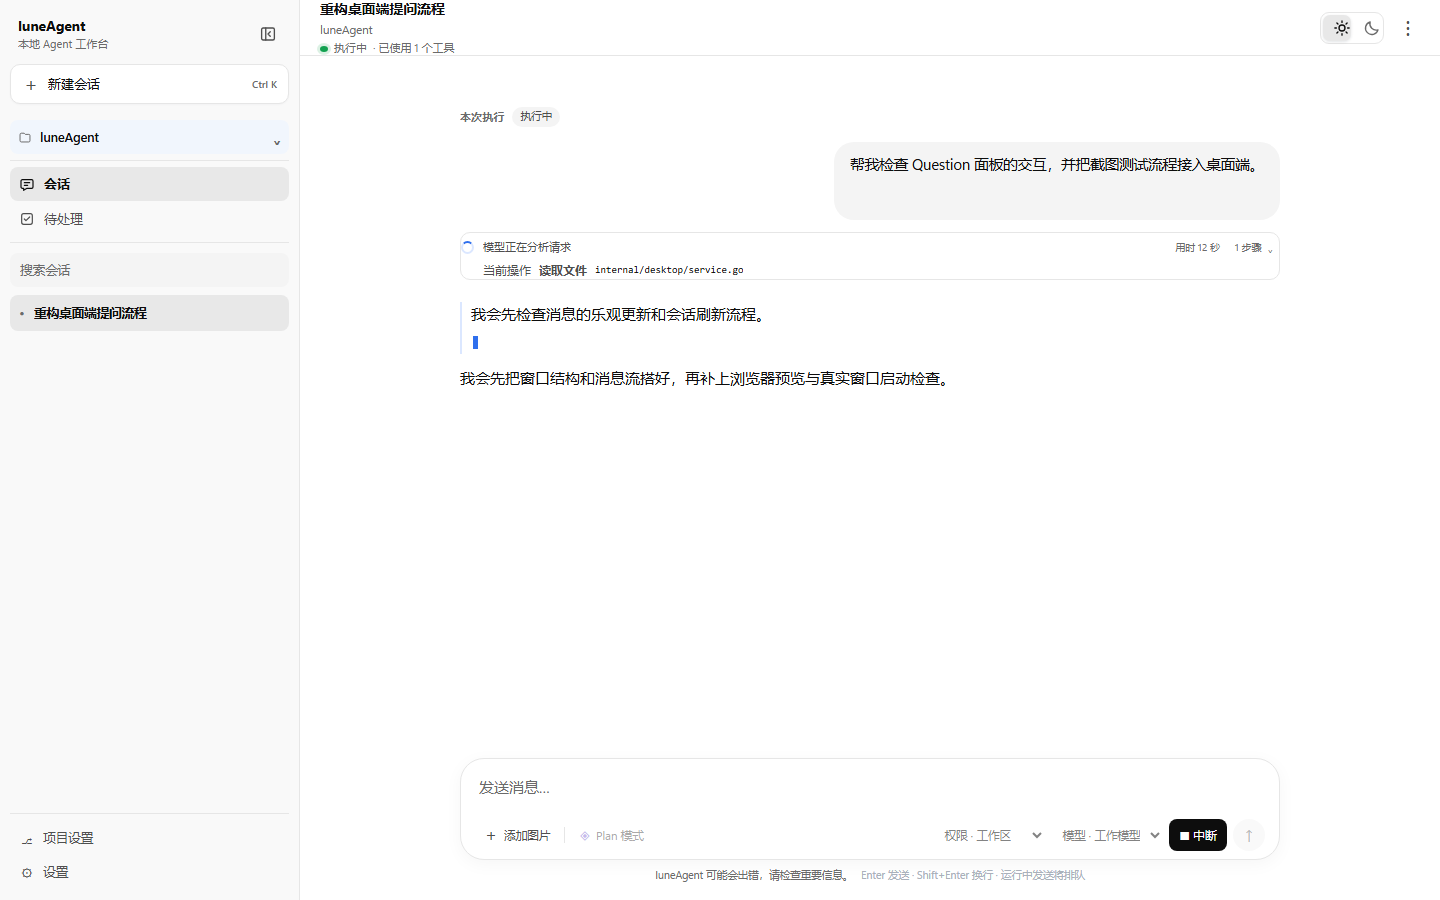 luneAgent
本地 Agent 工作台
+ 新建会话 Ctrl K
luneAgent
会话
待处理
搜索会话
• 重构桌面端提问流程
项目设置
设置
重构桌面端提问流程
luneAgent
执行中 · 已使用 1 个工具
本次执行 执行中
帮我检查 Question 面板的交互，并把截图测试流程接入桌面端。
模型正在分析请求 用时 12 秒 1 步骤
当前操作 读取文件 internal/desktop/service.go
我会先检查消息的乐观更新和会话刷新流程。
我会先把窗口结构和消息流搭好，再补上浏览器预览与真实窗口启动检查。
发送消息...
+ 添加图片 Plan 模式 权限 · 工作区 模型 · 工作模型 中断 ↑
luneAgent 可能会出错，请检查重要信息。 Enter 发送 · Shift+Enter 换行 · 运行中发送将排队